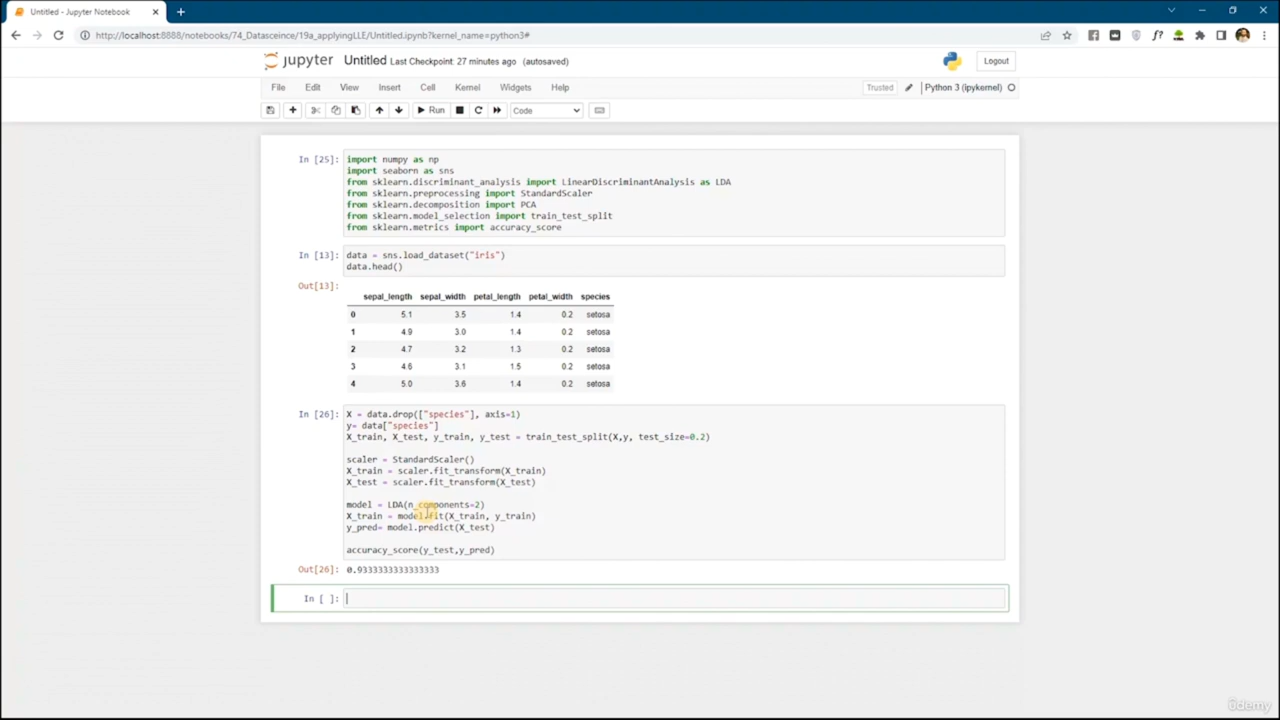 Untitled - Jupyter Notebook
http://localhost:8888/notebooks/74_Datasceince/19a_applyingLLE/Untitled.ipynb?kernel_name=python3#
jupyter Untitled Last Checkpoint: 27 minutes ago (autosaved)
Logout
File Edit View Insert Cell Kernel Widgets Help
Trusted Python 3 (ipykernel)
Run Code
In [25]: import numpy as np
import seaborn as sns
from sklearn.discriminant_analysis import LinearDiscriminantAnalysis as LDA
from sklearn.preprocessing import StandardScaler
from sklearn.decomposition import PCA
from sklearn.model_selection import train_test_split
from sklearn.metrics import accuracy_score
In [13]: data = sns.load_dataset("iris")
data.head()
Out[13]:
sepal_length sepal_width petal_length petal_width species
0 5.1 3.5 1.4 0.2 setosa
1 4.9 3.0 1.4 0.2 setosa
2 4.7 3.2 1.3 0.2 setosa
3 4.6 3.1 1.5 0.2 setosa
4 5.0 3.6 1.4 0.2 setosa
In [26]: X = data.drop(["species"], axis=1)
y= data["species"]
X_train, X_test, y_train, y_test = train_test_split(X,y, test_size=0.2)
scaler = StandardScaler()
X_train = scaler.fit_transform(X_train)
X_test = scaler.fit_transform(X_test)
model = LDA(n_components=2)
X_train = model.fit(X_train, y_train)
y_pred= model.predict(X_test)
accuracy_score(y_test,y_pred)
Out[26]: 0.9333333333333333
In [ ]:
ûdemy